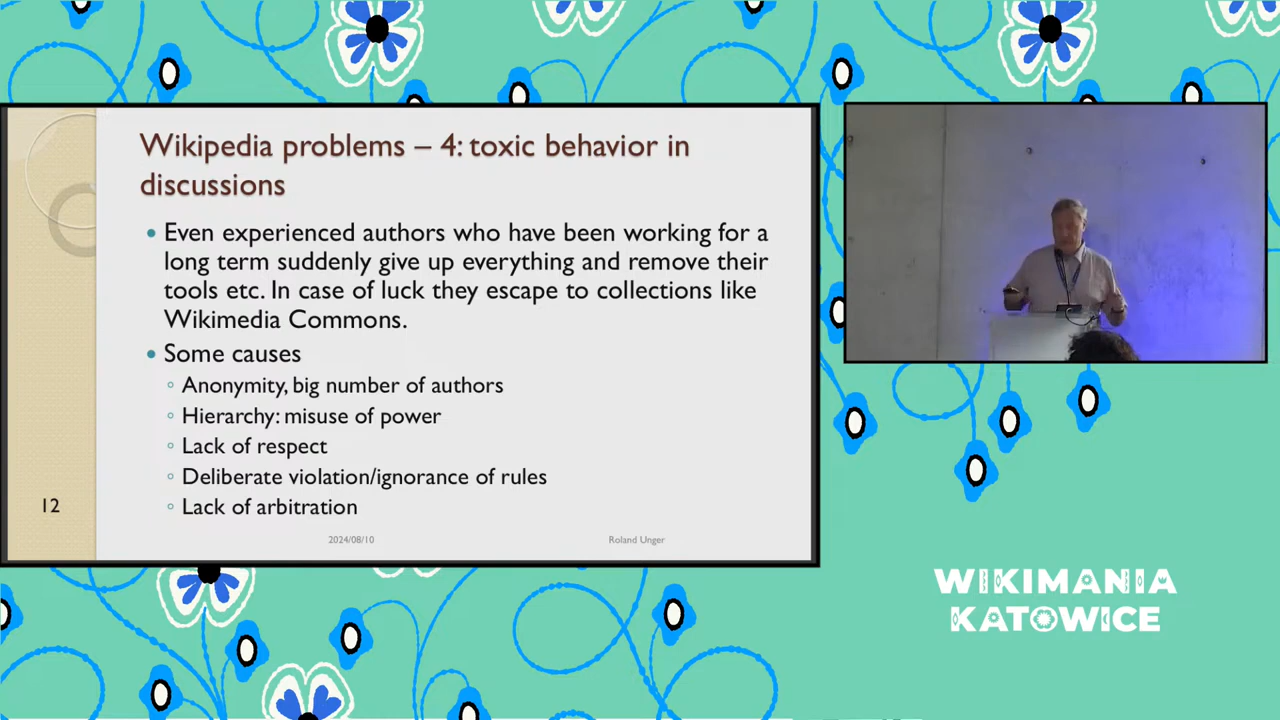 Wikipedia problems – 4: toxic behavior in
discussions
• Even experienced authors who have been working for a
long term suddenly give up everything and remove their
tools etc. In case of luck they escape to collections like
Wikimedia Commons.
• Some causes
◦ Anonymity, big number of authors
◦ Hierarchy: misuse of power
◦ Lack of respect
◦ Deliberate violation/ignorance of rules
◦ Lack of arbitration
12
2024/08/10 Roland Unger
WIKIMANIA
KATOWICE